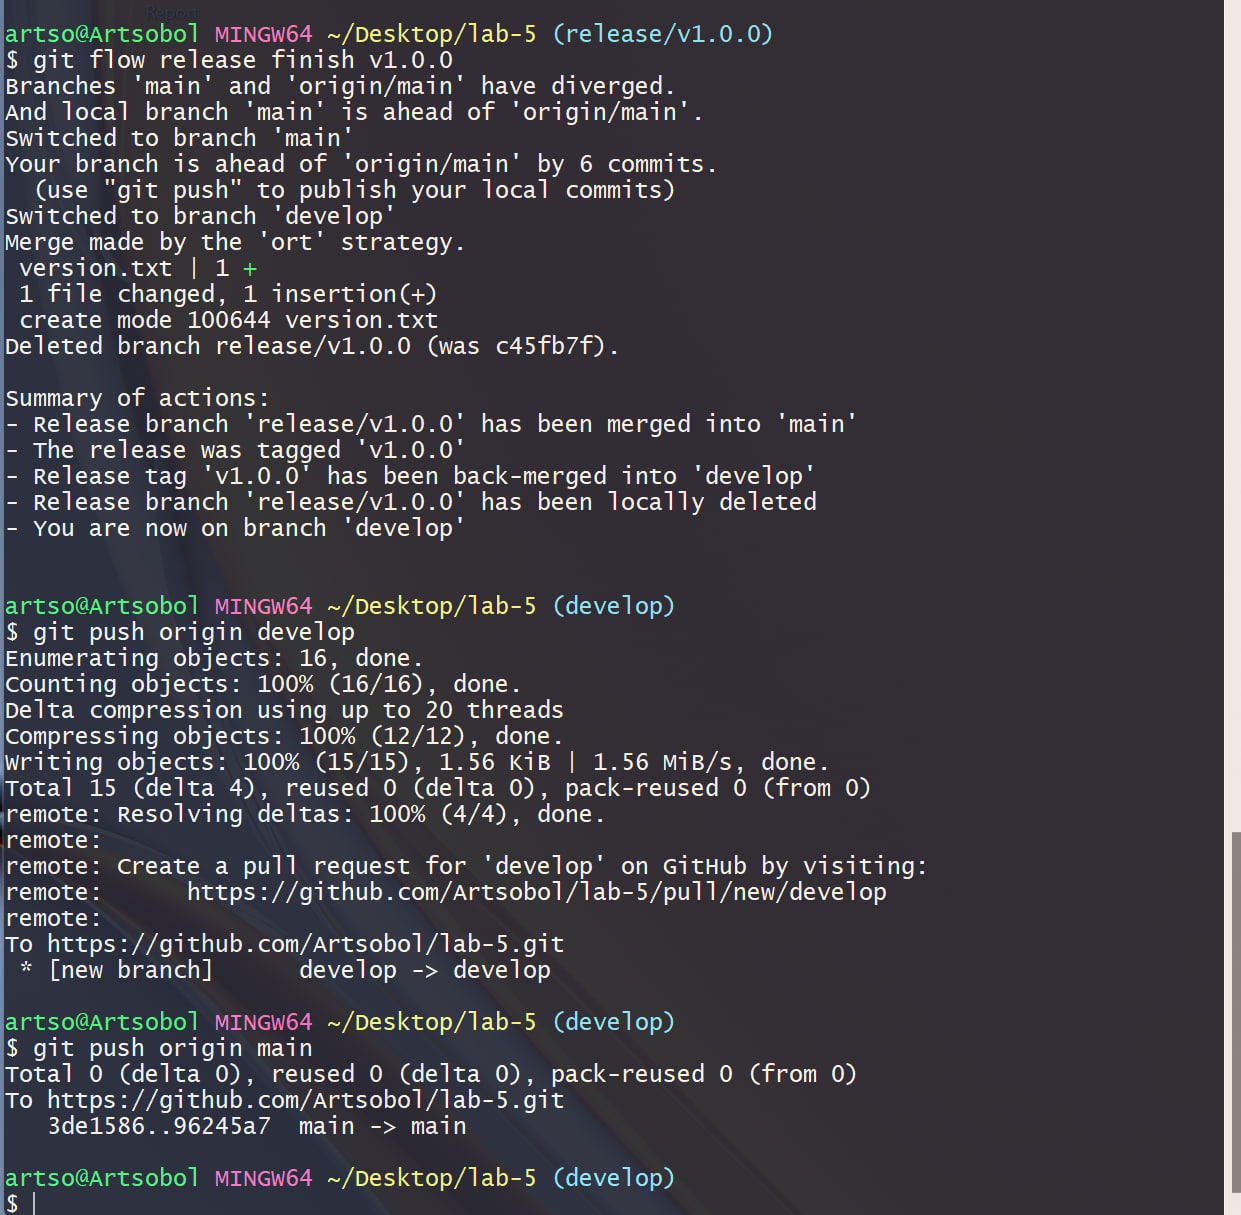 Report
artso@Artsobol MINGW64 ~/Desktop/lab-5 (release/v1.0.0)
$ git flow release finish v1.0.0
Branches 'main' and 'origin/main' have diverged.
And local branch 'main' is ahead of 'origin/main'.
Switched to branch 'main'
Your branch is ahead of 'origin/main' by 6 commits.
  (use "git push" to publish your local commits)
Switched to branch 'develop'
Merge made by the 'ort' strategy.
 version.txt | 1 +
 1 file changed, 1 insertion(+)
 create mode 100644 version.txt
Deleted branch release/v1.0.0 (was c45fb7f).
Summary of actions:
- Release branch 'release/v1.0.0' has been merged into 'main'
- The release was tagged 'v1.0.0'
- Release tag 'v1.0.0' has been back-merged into 'develop'
- Release branch 'release/v1.0.0' has been locally deleted
- You are now on branch 'develop'
artso@Artsobol MINGW64 ~/Desktop/lab-5 (develop)
$ git push origin develop
Enumerating objects: 16, done.
Counting objects: 100% (16/16), done.
Delta compression using up to 20 threads
Compressing objects: 100% (12/12), done.
Writing objects: 100% (15/15), 1.56 KiB | 1.56 MiB/s, done.
Total 15 (delta 4), reused 0 (delta 0), pack-reused 0 (from 0)
remote: Resolving deltas: 100% (4/4), done.
remote:
remote: Create a pull request for 'develop' on GitHub by visiting:
remote:      https://github.com/Artsobol/lab-5/pull/new/develop
remote:
To https://github.com/Artsobol/lab-5.git
 * [new branch]      develop -> develop
artso@Artsobol MINGW64 ~/Desktop/lab-5 (develop)
$ git push origin main
Total 0 (delta 0), reused 0 (delta 0), pack-reused 0 (from 0)
To https://github.com/Artsobol/lab-5.git
   3de1586..96245a7  main -> main
artso@Artsobol MINGW64 ~/Desktop/lab-5 (develop)
$